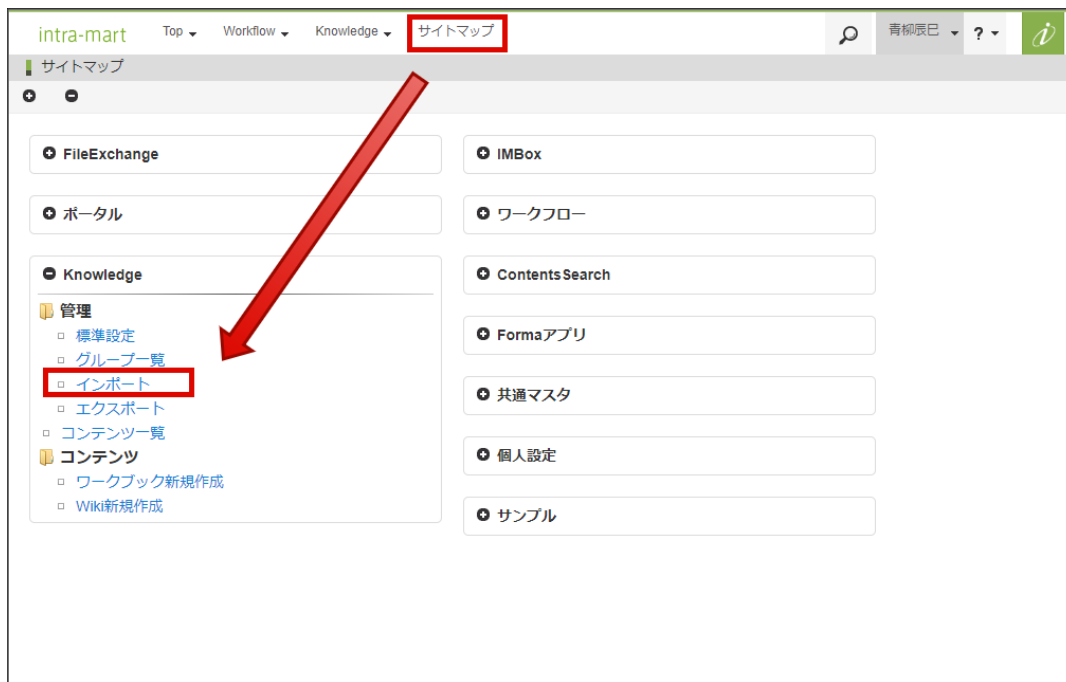 intra-mart Top Workflow Knowledge サイトマップ 青柳辰巳 ?
サイトマップ
FileExchange
ポータル
Knowledge
管理
標準設定
グループ一覧
インポート
エクスポート
コンテンツ一覧
コンテンツ
ワークブック新規作成
Wiki新規作成
IMBox
ワークフロー
ContentsSearch
Formaアプリ
共通マスタ
個人設定
サンプル